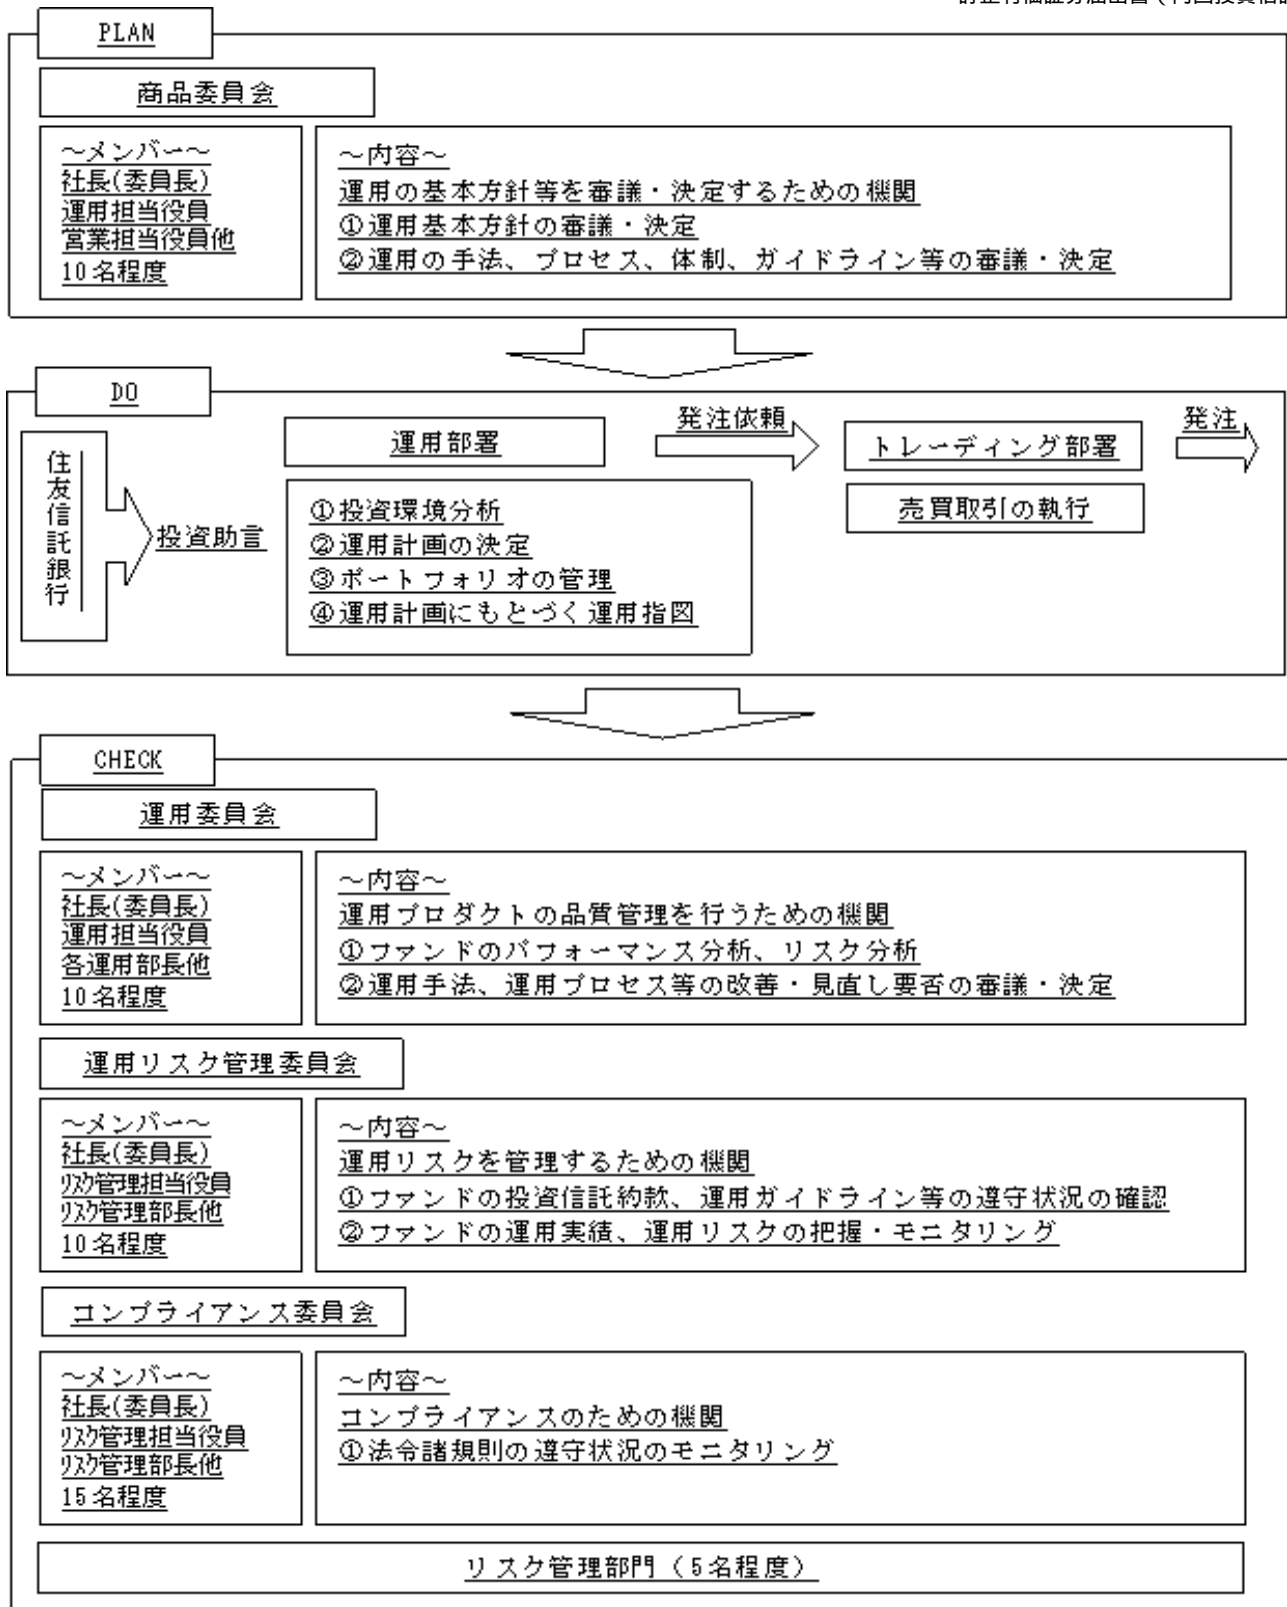 PLAN
商品委員会
～メンバー～
社長(委員長)
運用担当役員
営業担当役員他
10名程度
～内容～
運用の基本方針等を審議・決定するための機関
①運用基本方針の審議・決定
②運用の手法、プロセス、体制、ガイドライン等の審議・決定
DO
住友信託銀行
投資助言
運用部署
①投資環境分析
②運用計画の決定
③ポートフォリオの管理
④運用計画にもとづく運用指図
発注依頼
トレーディング部署
売買取引の執行
発注
CHECK
運用委員会
～メンバー～
社長(委員長)
運用担当役員
各運用部長他
10名程度
～内容～
運用プロダクトの品質管理を行うための機関
①ファンドのパフォーマンス分析、リスク分析
②運用手法、運用プロセス等の改善・見直し要否の審議・決定
運用リスク管理委員会
～メンバー～
社長(委員長)
ﾘｽｸ管理担当役員
ﾘｽｸ管理部長他
10名程度
～内容～
運用リスクを管理するための機関
①ファンドの投資信託約款、運用ガイドライン等の遵守状況の確認
②ファンドの運用実績、運用リスクの把握・モニタリング
コンプライアンス委員会
～メンバー～
社長(委員長)
ﾘｽｸ管理担当役員
ﾘｽｸ管理部長他
15名程度
～内容～
コンプライアンスのための機関
①法令諸規則の遵守状況のモニタリング
リスク管理部門（5名程度）